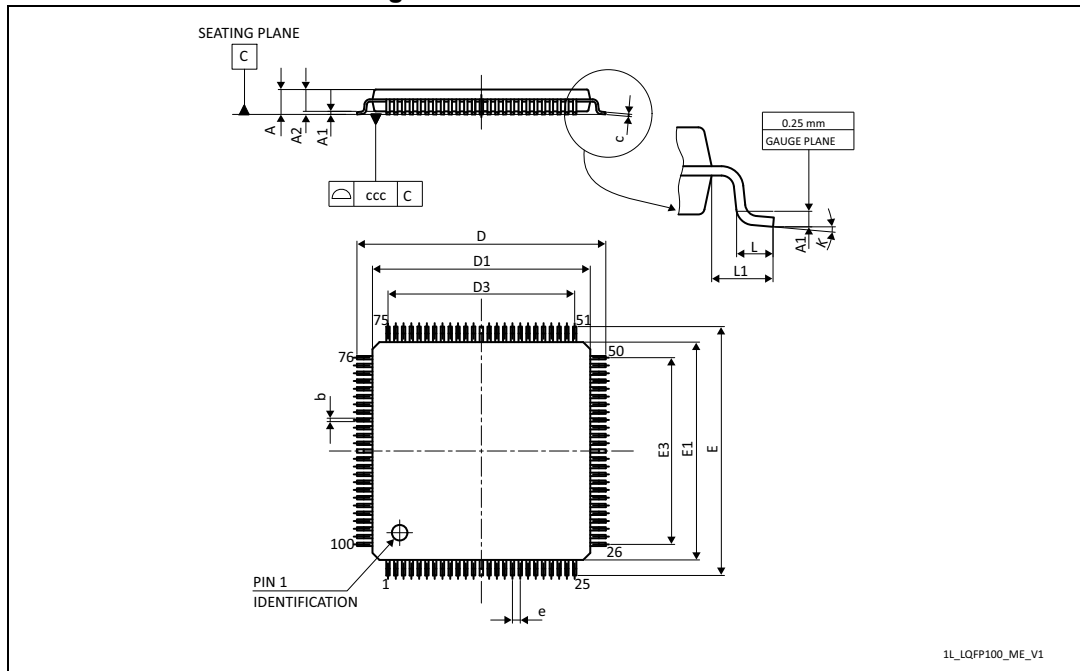 SEATING PLANE
C
A
A2
A1
c
ccc C
0.25 mm
GAUGE PLANE
L
L1
A1
K
D
D1
D3
75
51
76
50
b
E3
E1
E
100
26
1
25
PIN 1
IDENTIFICATION
e
1L_LQFP100_ME_V1